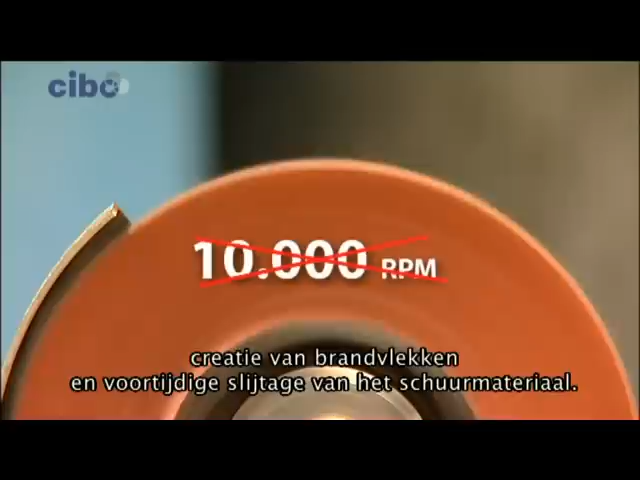 cibo
10.000 RPM
creatie van brandvlekken
en voortijdige slijtage van het schuurmateriaal.